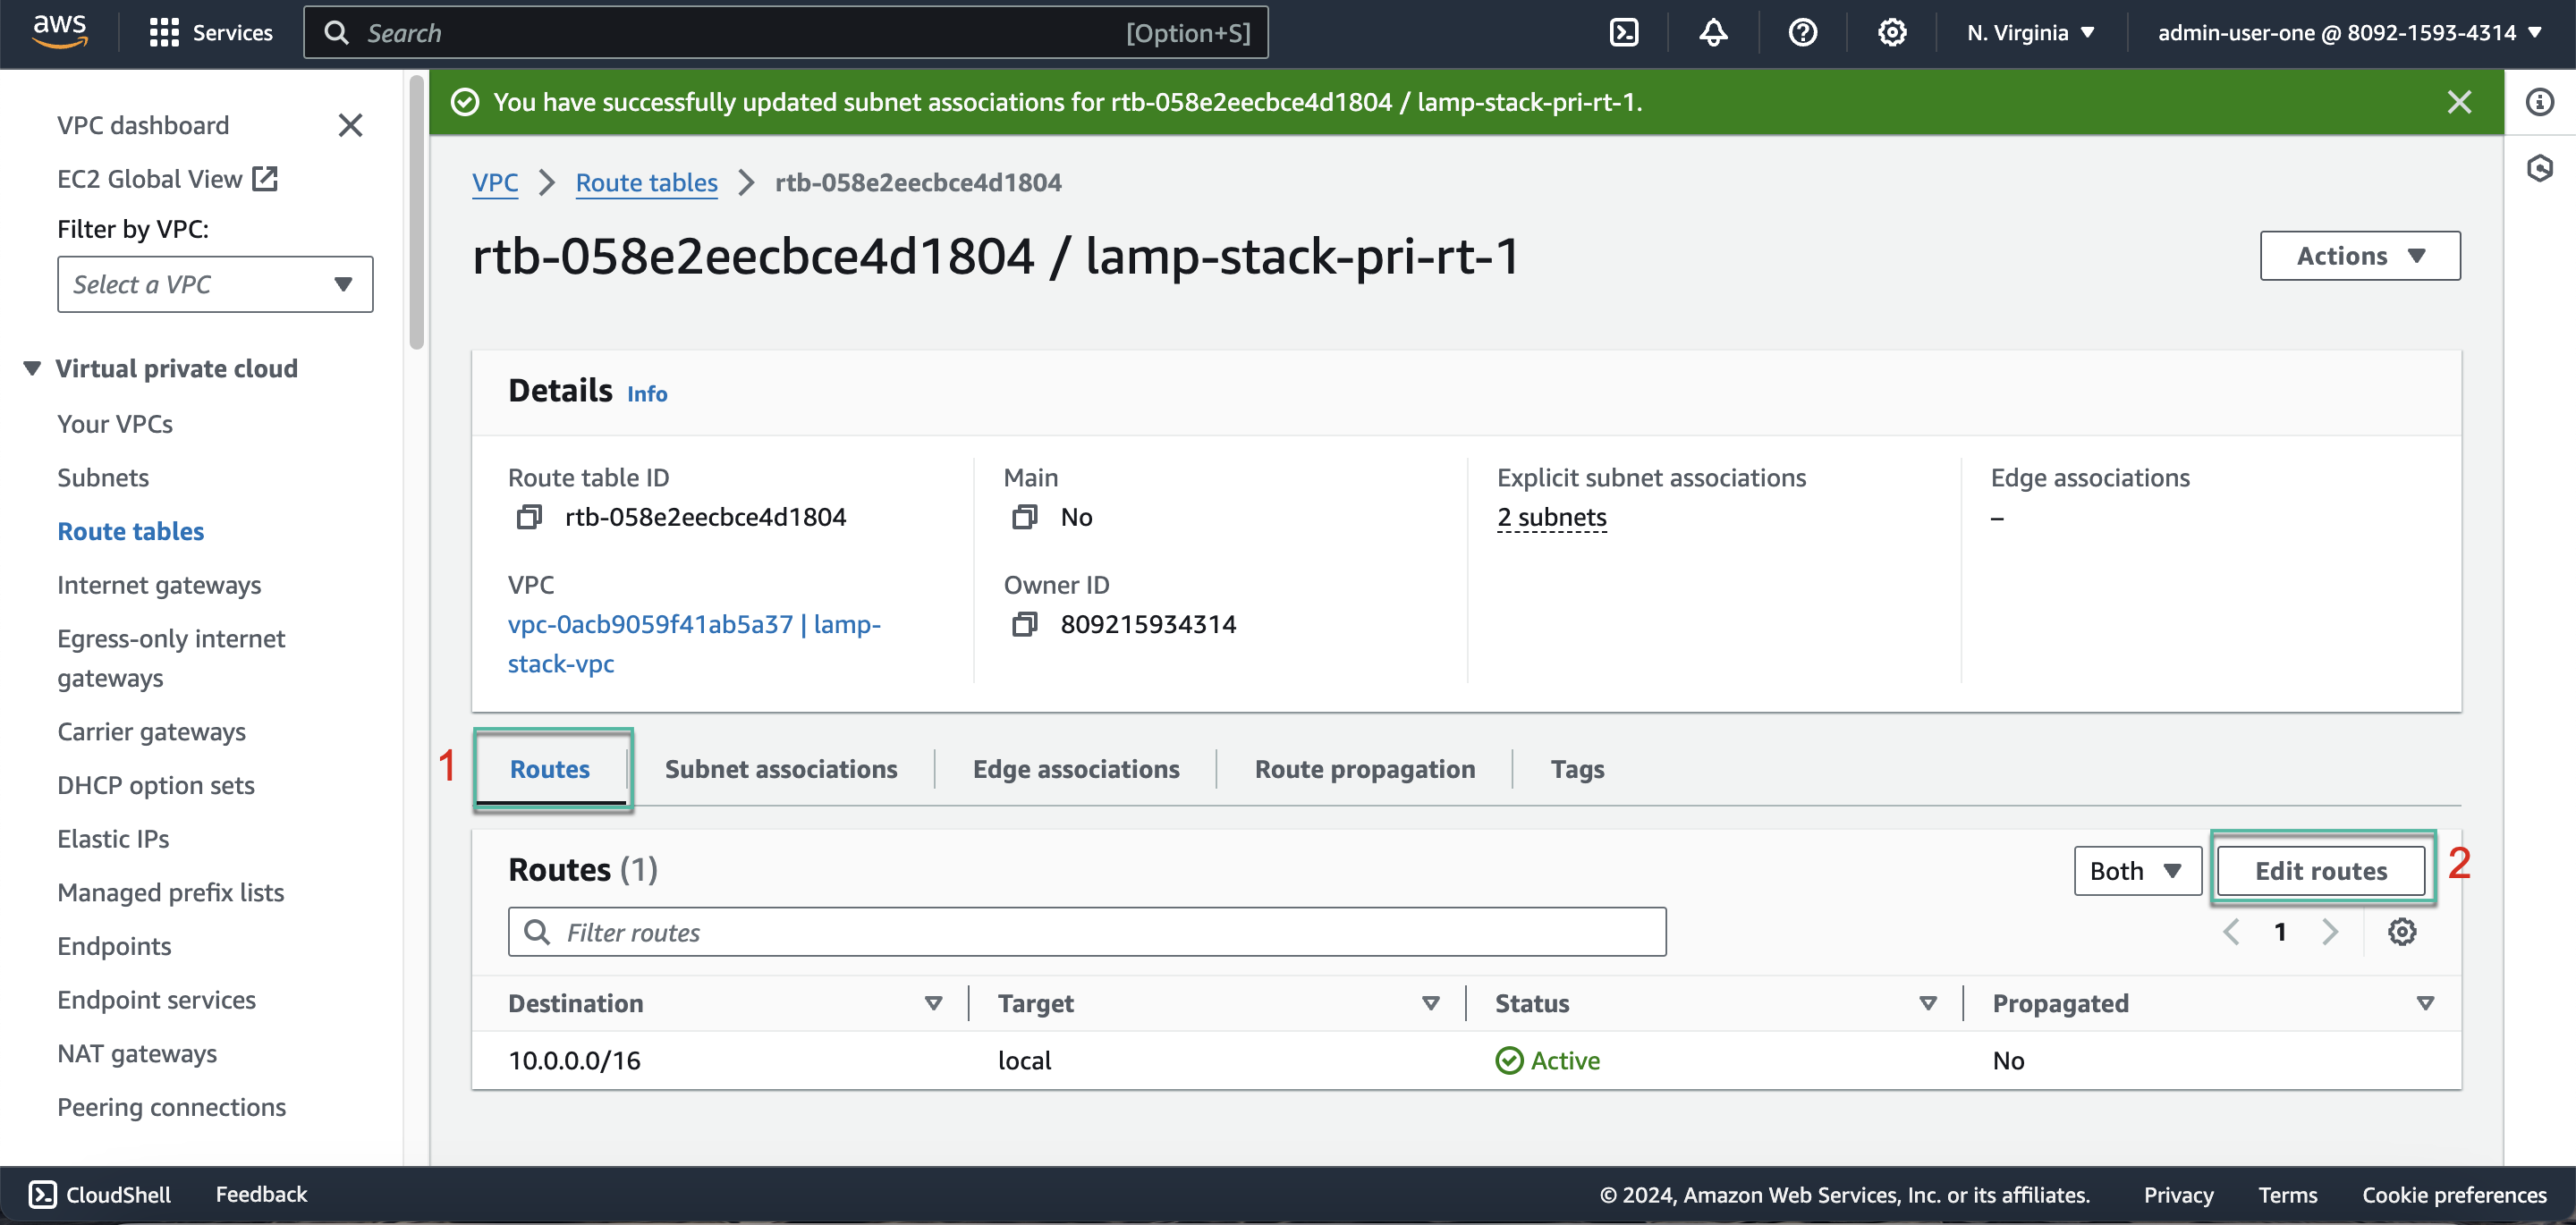 aws
Services
Search
[Option+S]
N. Virginia
admin-user-one @ 8092-1593-4314
VPC dashboard
EC2 Global View
Filter by VPC:
Select a VPC
Virtual private cloud
Your VPCs
Subnets
Route tables
Internet gateways
Egress-only internet
gateways
Carrier gateways
DHCP option sets
Elastic IPs
Managed prefix lists
Endpoints
Endpoint services
NAT gateways
Peering connections
You have successfully updated subnet associations for rtb-058e2eecbce4d1804 / lamp-stack-pri-rt-1.
VPC > Route tables > rtb-058e2eecbce4d1804
rtb-058e2eecbce4d1804 / lamp-stack-pri-rt-1
Actions
Details Info
Route table ID
rtb-058e2eecbce4d1804
Main
No
Explicit subnet associations
2 subnets
Edge associations
–
VPC
vpc-0acb9059f41ab5a37 | lamp-
stack-vpc
Owner ID
809215934314
1
Routes
Subnet associations
Edge associations
Route propagation
Tags
Routes (1)
Both
Edit routes
2
Filter routes
1
Destination
Target
Status
Propagated
10.0.0.0/16
local
Active
No
CloudShell
Feedback
© 2024, Amazon Web Services, Inc. or its affiliates.
Privacy
Terms
Cookie preferences